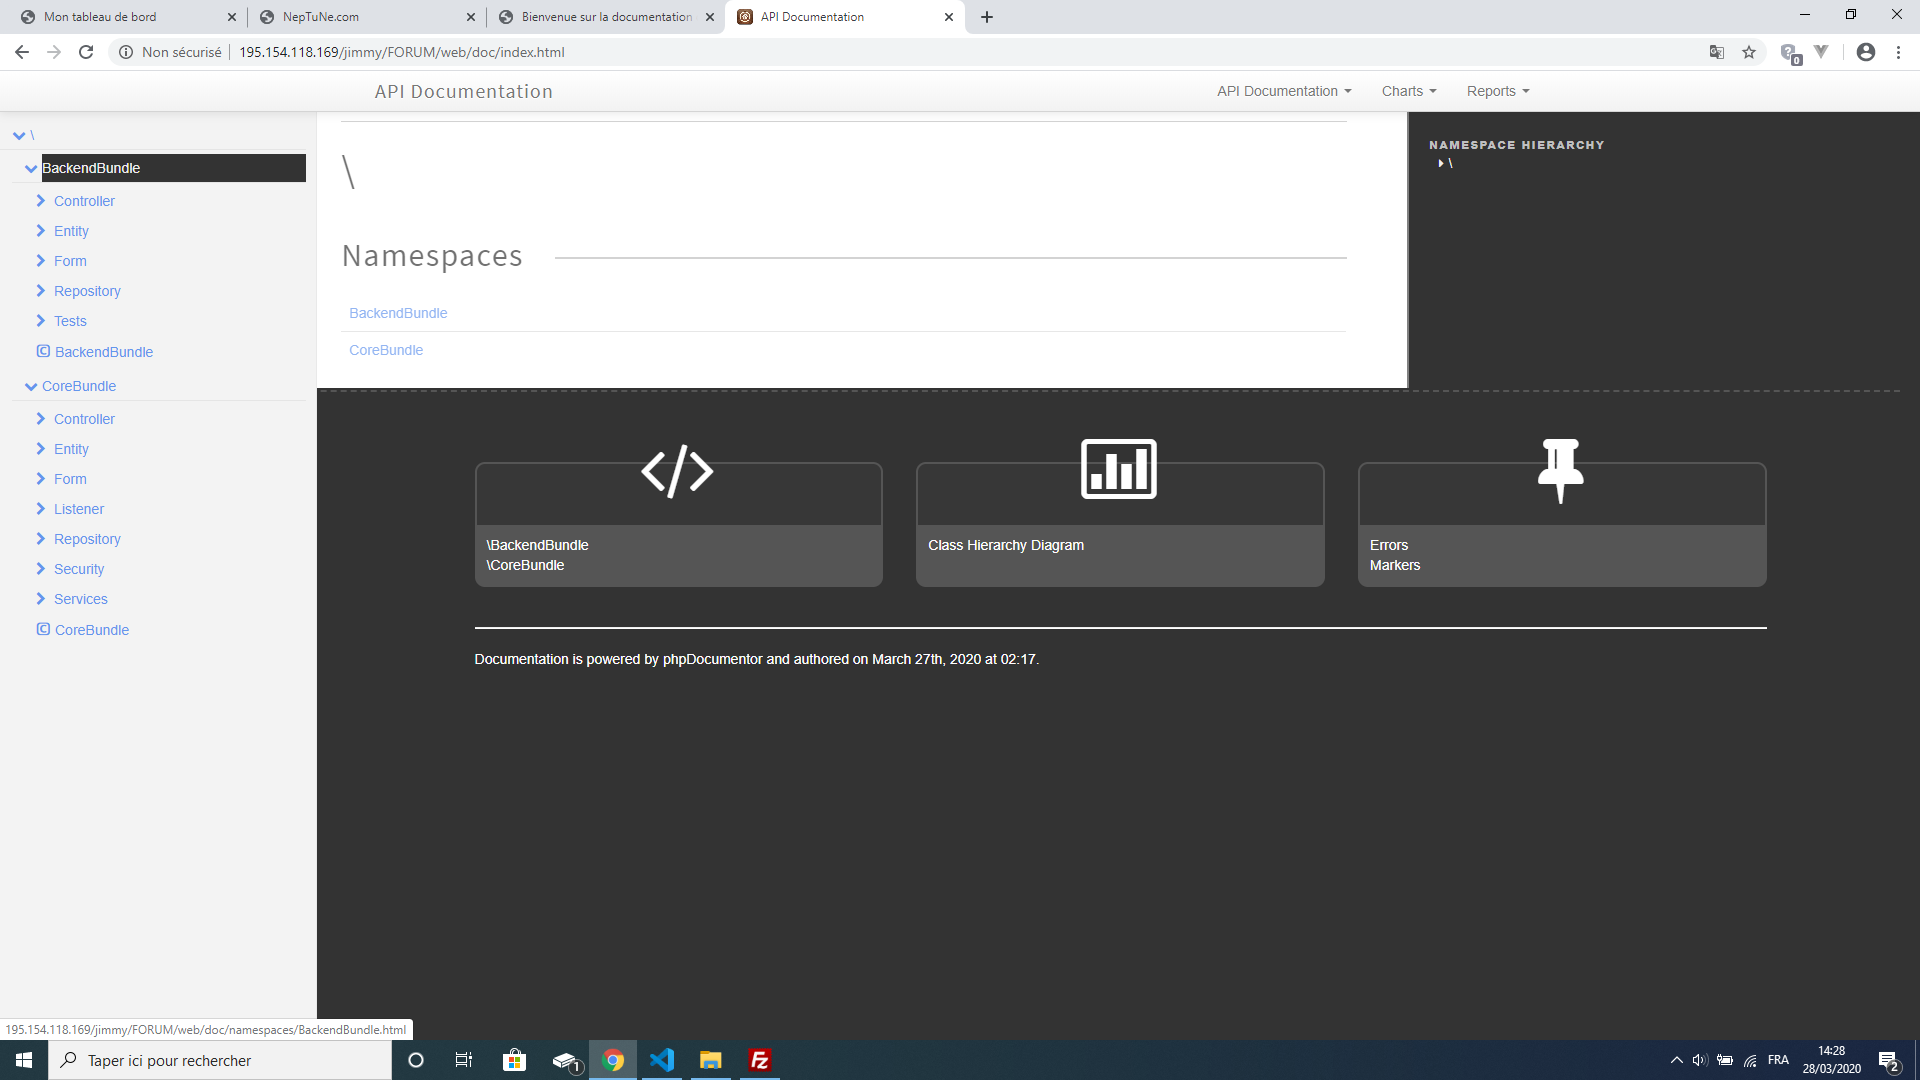 Mon tableau de bord
NepTuNe.com
Bienvenue sur la documentation
API Documentation
Non sécurisé
195.154.118.169/jimmy/FORUM/web/doc/index.html
0
API Documentation
API Documentation
Charts
Reports
\
BackendBundle
Controller
Entity
Form
Repository
Tests
C BackendBundle
CoreBundle
Controller
Entity
Form
Listener
Repository
Security
Services
C CoreBundle
\
Namespaces
BackendBundle
CoreBundle
NAMESPACE HIERARCHY
\
\BackendBundle
\CoreBundle
Class Hierarchy Diagram
Errors
Markers
Documentation is powered by phpDocumentor and authored on March 27th, 2020 at 02:17.
195.154.118.169/jimmy/FORUM/web/doc/namespaces/BackendBundle.html
Taper ici pour rechercher
1
Fz
FRA
14:28
28/03/2020
2